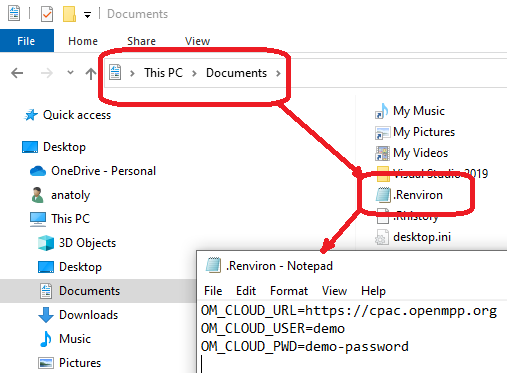 Documents
File
Home
Share
View
This PC
Documents
Quick access
Desktop
OneDrive - Personal
anatoly
This PC
3D Objects
Desktop
Documents
Downloads
Music
Pictures
My Music
My Pictures
My Videos
Visual Studio 2019
.Renviron
.Rhistory
desktop.ini
.Renviron - Notepad
File Edit Format View Help
OM_CLOUD_URL=https://cpac.openmpp.org
OM_CLOUD_USER=demo
OM_CLOUD_PWD=demo-password